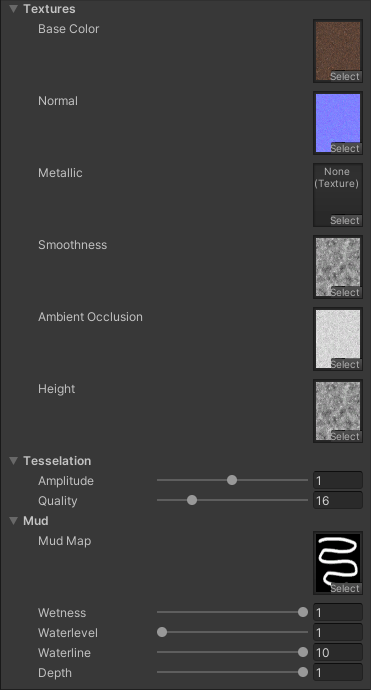 Textures
Base Color
Select
Normal
Select
Metallic
None
(Texture)
Select
Smoothness
Select
Ambient Occlusion
Select
Height
Select
Tesselation
Amplitude 1
Quality 16
Mud
Mud Map
Select
Wetness 1
Waterlevel 1
Waterline 10
Depth 1